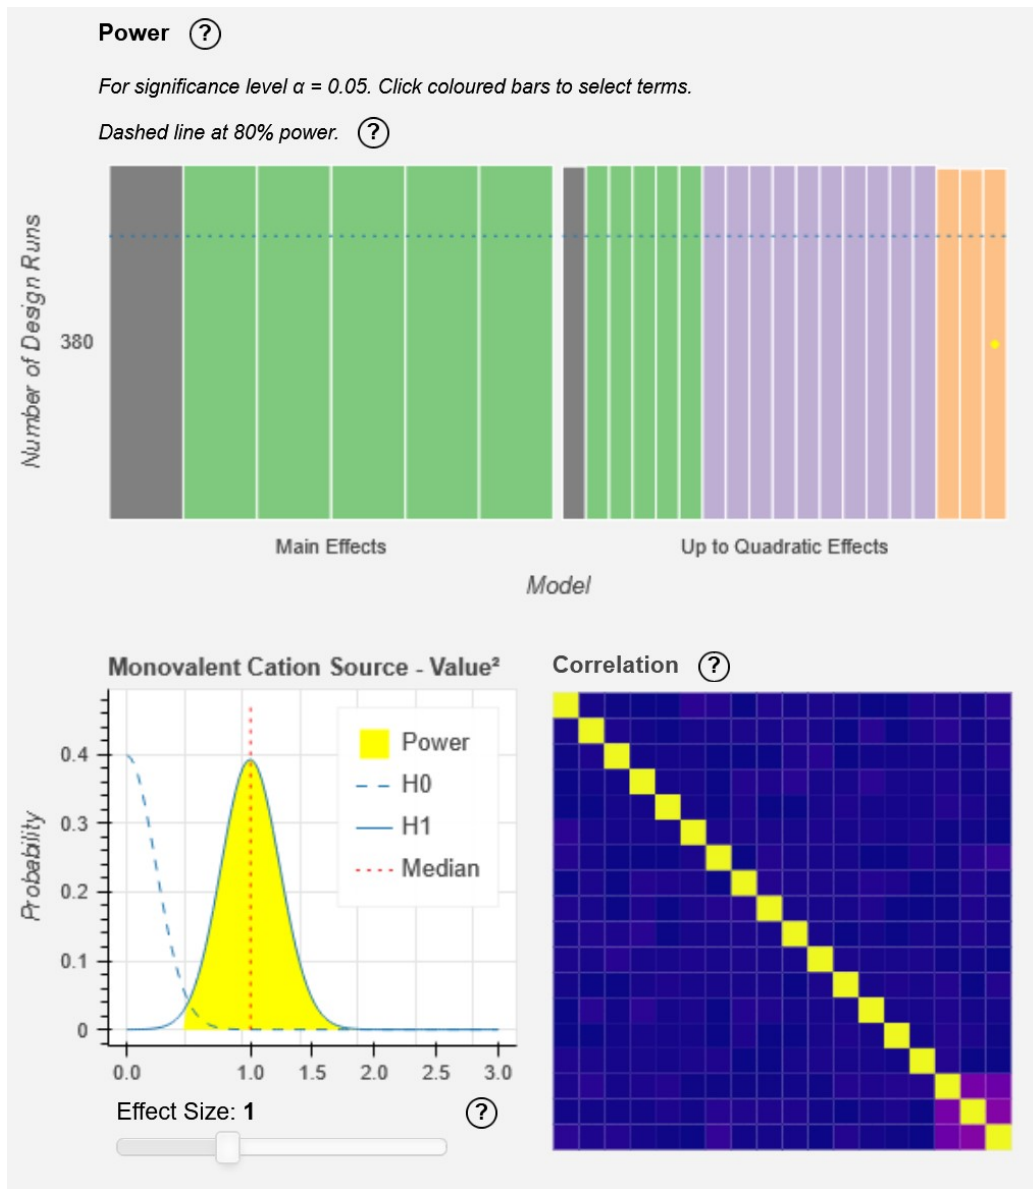 Power ?
For significance level α = 0.05. Click coloured bars to select terms.
Dashed line at 80% power. ?
Number of Design Runs
380
Main Effects
Up to Quadratic Effects
Model
Monovalent Cation Source - Value²
Probability
0.4
0.3
0.2
0.1
0
Power
H0
H1
Median
0.0 1.0 1.5 2.0 2.5 3.0
Effect Size: 1 ?
Correlation ?